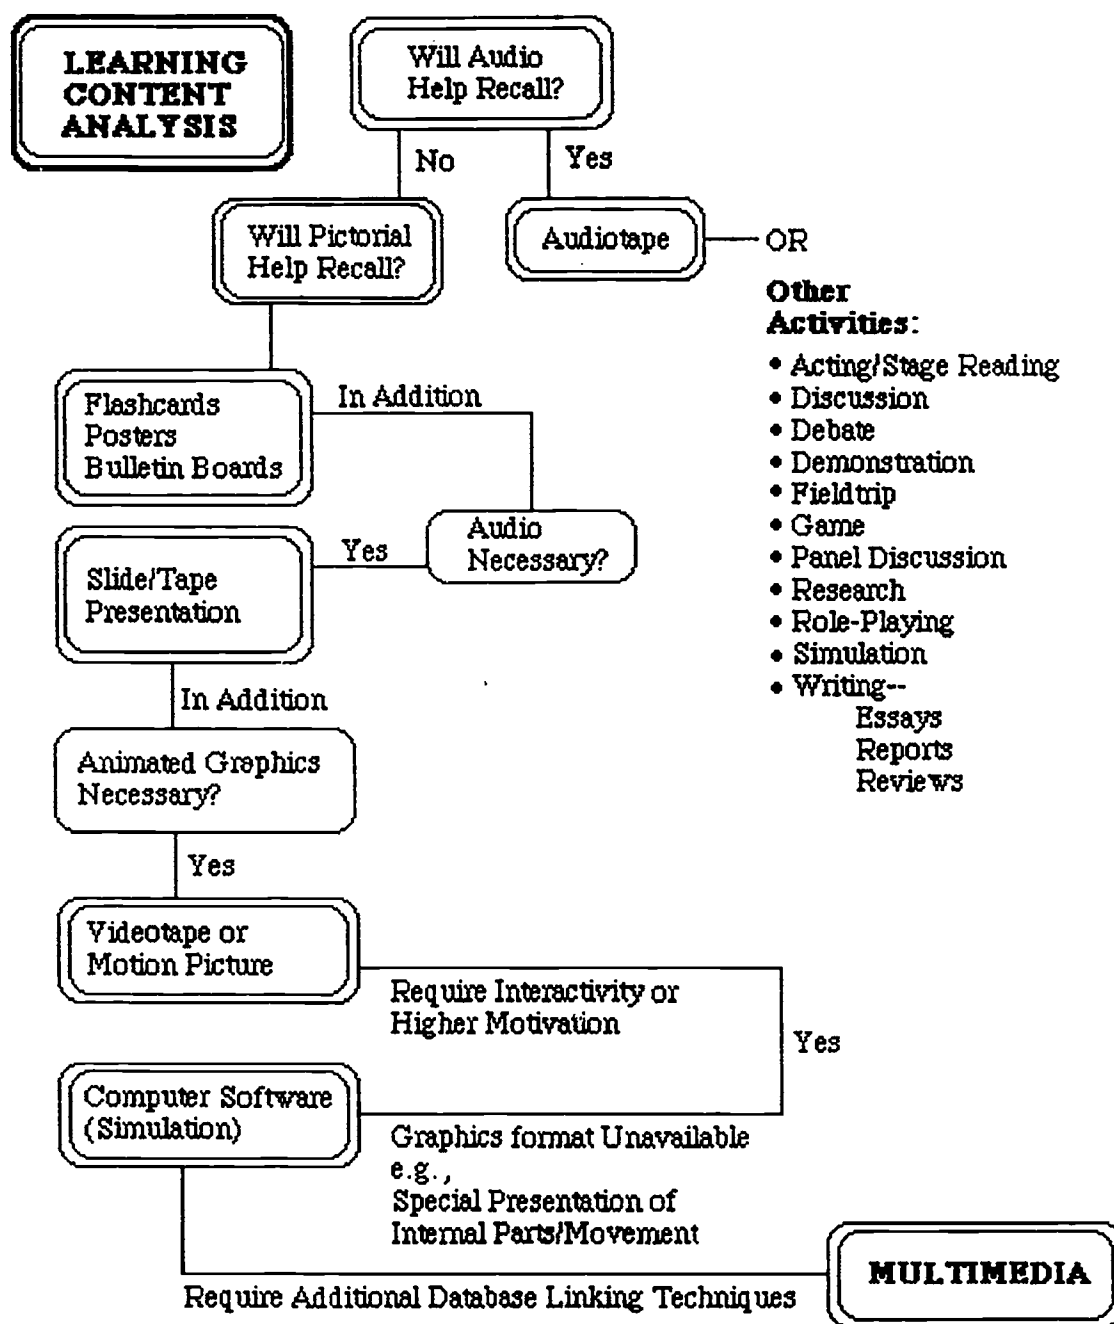 LEARNING
CONTENT
ANALYSIS
Will Audio
Help Recall?
No
Yes
Will Pictorial
Help Recall?
Audiotape
OR
Other
Activities:
• Acting/Stage Reading
• Discussion
• Debate
• Demonstration
• Fieldtrip
• Game
• Panel Discussion
• Research
• Role-Playing
• Simulation
• Writing--
Essays
Reports
Reviews
Flashcards
Posters
Bulletin Boards
In Addition
Audio
Necessary?
Yes
Slide/Tape
Presentation
In Addition
Animated Graphics
Necessary?
Yes
Videotape or
Motion Picture
Require Interactivity or
Higher Motivation
Yes
Computer Software
(Simulation)
Graphics format Unavailable
e.g.,
Special Presentation of
Internal Parts/Movement
MULTIMEDIA
Require Additional Database Linking Techniques